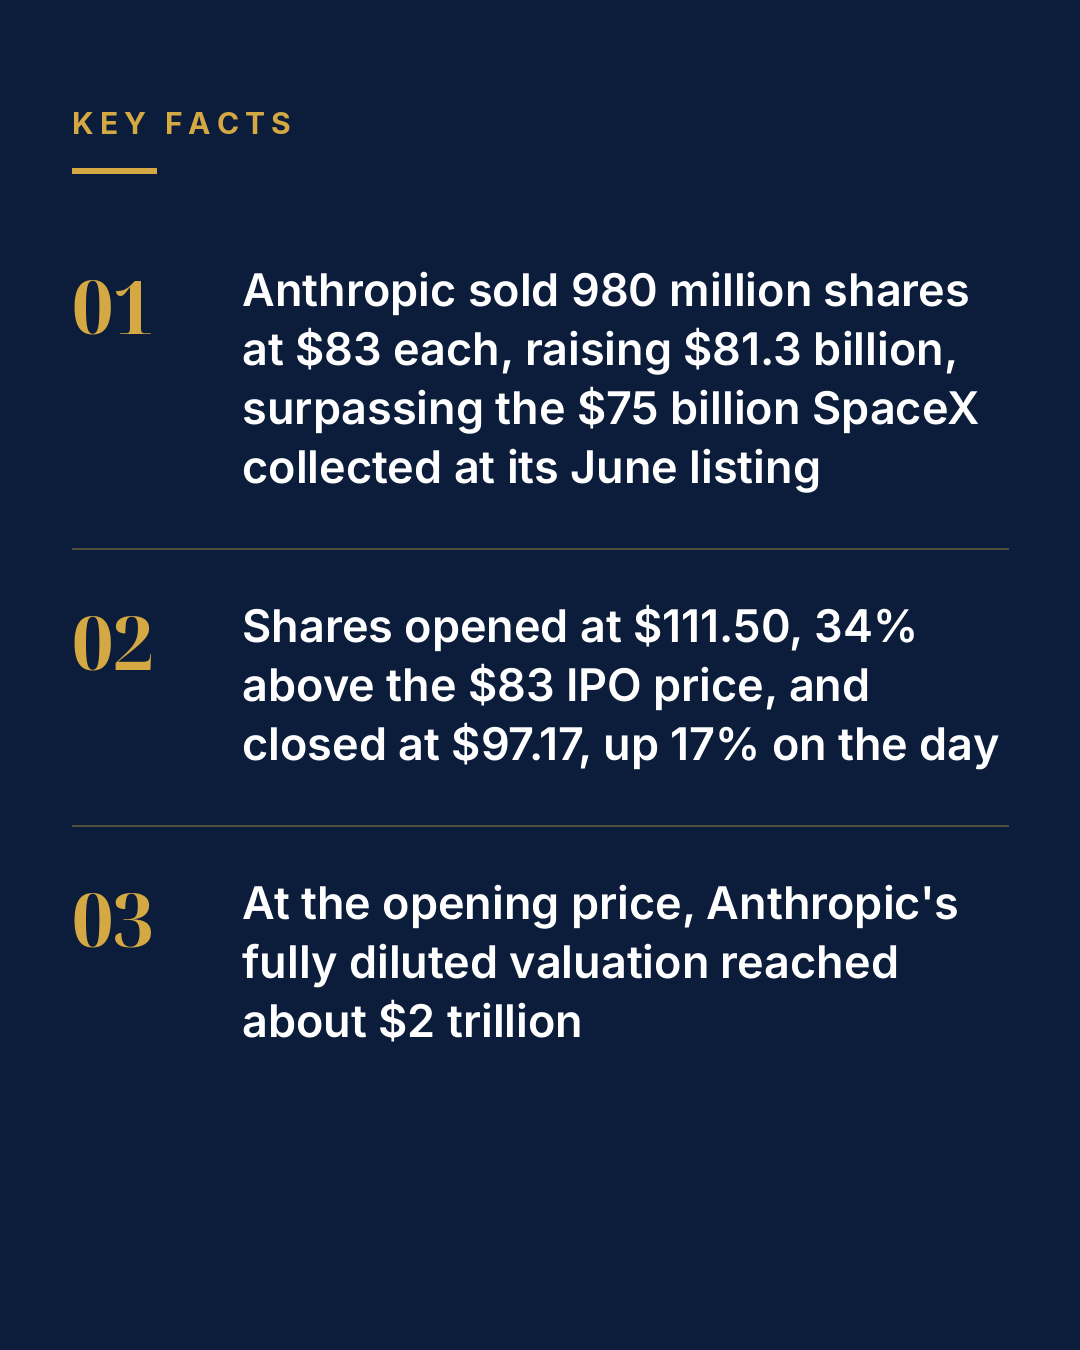 KEY FACTS
01
Anthropic sold 980 million shares
at $83 each, raising $81.3 billion,
surpassing the $75 billion SpaceX
collected at its June listing
02
Shares opened at $111.50, 34%
above the $83 IPO price, and
closed at $97.17, up 17% on the day
03
At the opening price, Anthropic's
fully diluted valuation reached
about $2 trillion